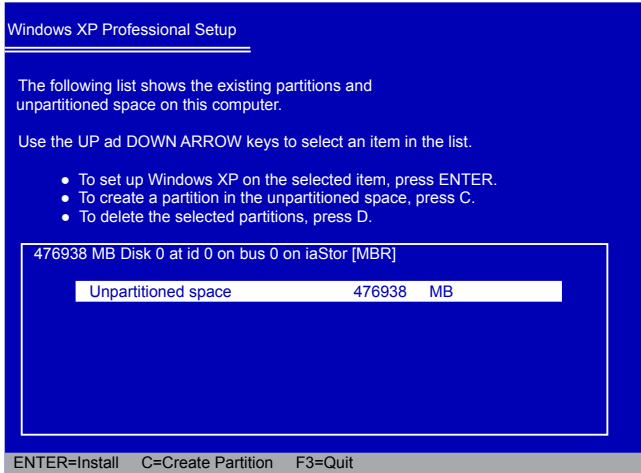 Windows XP Professional Setup
The following list shows the existing partitions and
unpartitioned space on this computer.
Use the UP ad DOWN ARROW keys to select an item in the list.
● To set up Windows XP on the selected item, press ENTER.
● To create a partition in the unpartitioned space, press C.
● To delete the selected partitions, press D.
476938 MB Disk 0 at id 0 on bus 0 on iaStor [MBR]
Unpartitioned space 476938 MB
ENTER=Install C=Create Partition F3=Quit